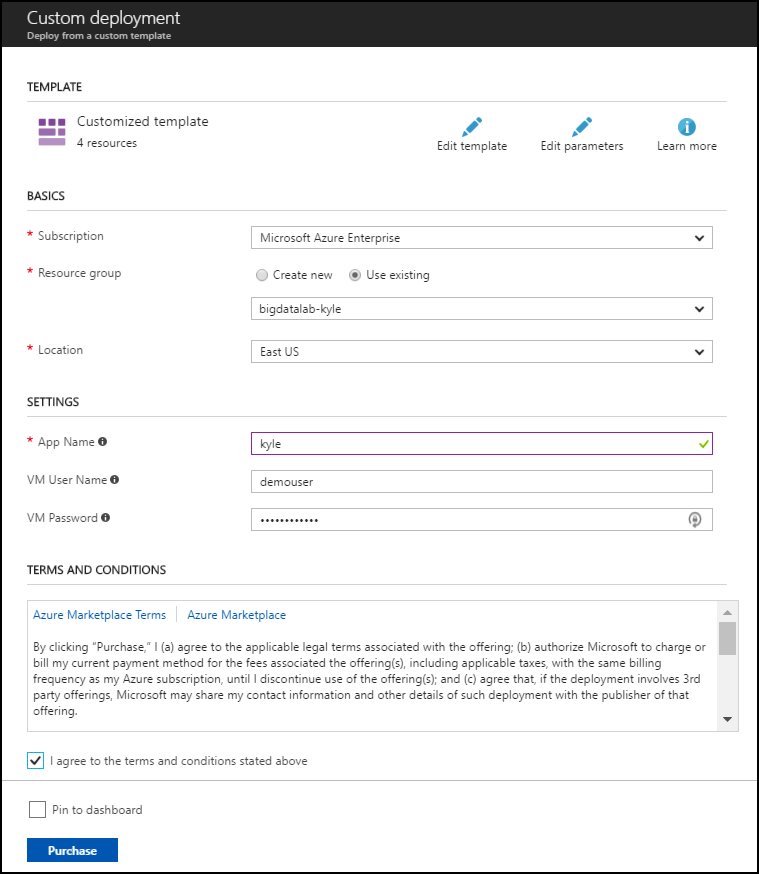 Custom deployment
Deploy from a custom template
TEMPLATE
Customized template
4 resources
Edit template
Edit parameters
Learn more
BASICS
* Subscription
Microsoft Azure Enterprise
* Resource group
Create new
Use existing
bigdatalab-kyle
* Location
East US
SETTINGS
* App Name
kyle
VM User Name
demouser
VM Password
••••••••••••
TERMS AND CONDITIONS
Azure Marketplace Terms
Azure Marketplace
By clicking "Purchase," I (a) agree to the applicable legal terms associated with the offering; (b) authorize Microsoft to charge or
bill my current payment method for the fees associated the offering(s), including applicable taxes, with the same billing
frequency as my Azure subscription, until I discontinue use of the offering(s); and (c) agree that, if the deployment involves 3rd
party offerings, Microsoft may share my contact information and other details of such deployment with the publisher of that
offering.
I agree to the terms and conditions stated above
Pin to dashboard
Purchase